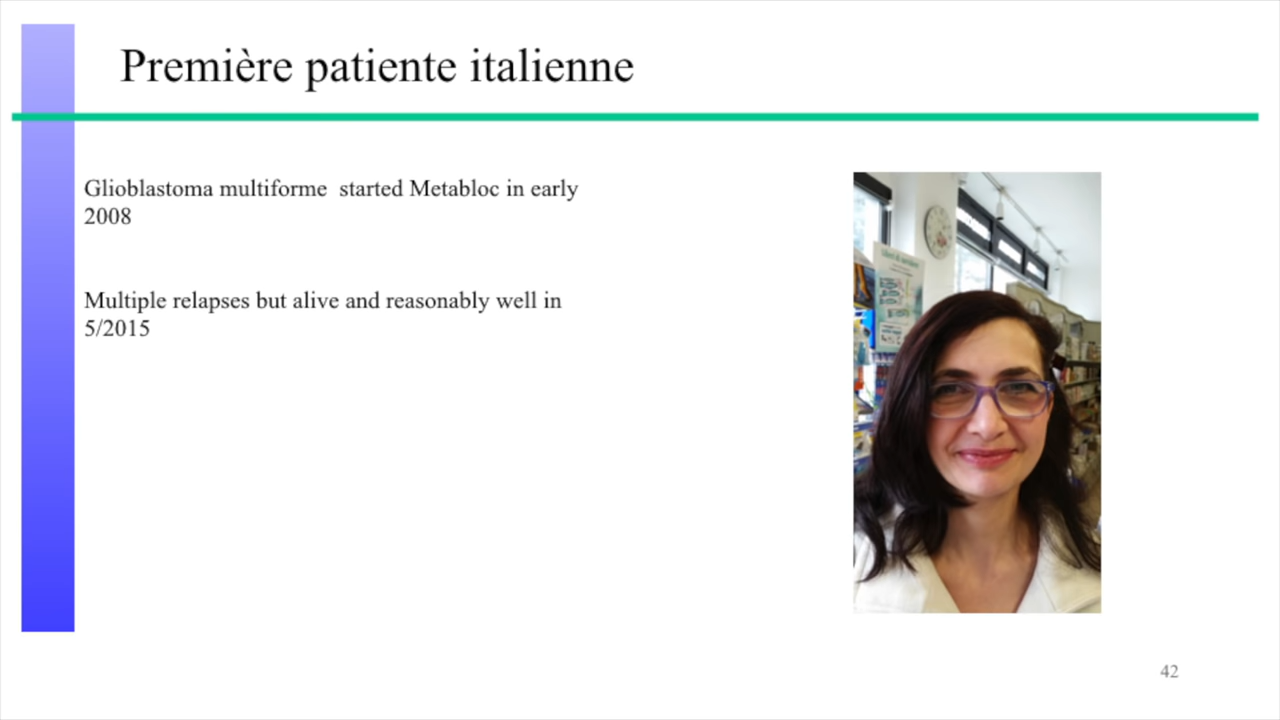 Première patiente italienne
Glioblastoma multiforme  started Metabloc in early
2008
Multiple relapses but alive and reasonably well in
5/2015
42